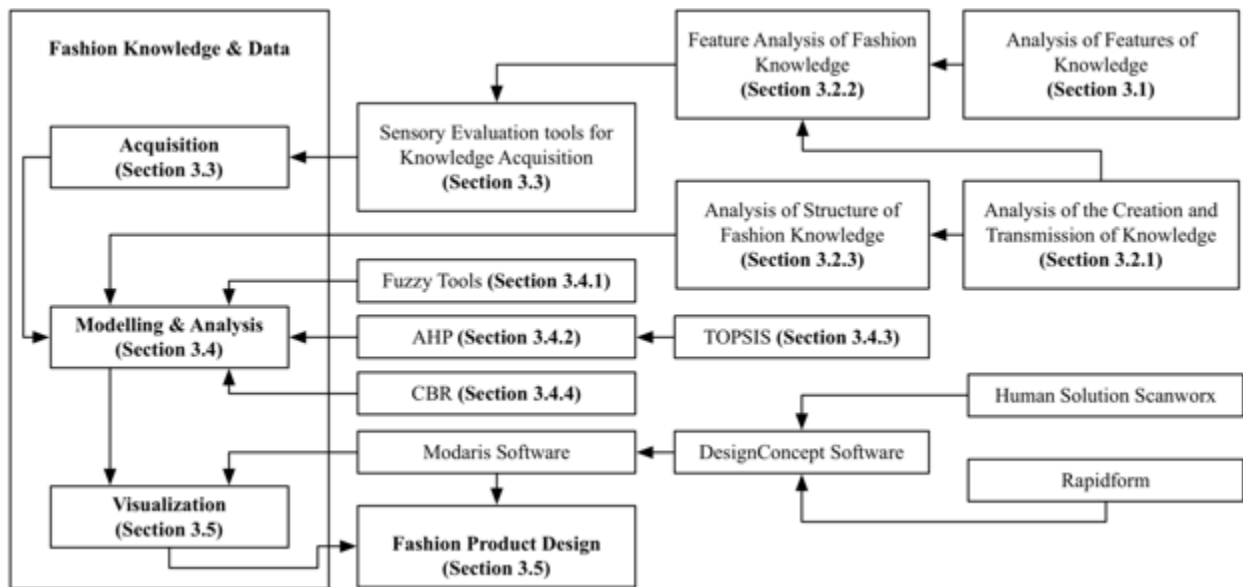 Fashion Knowledge & Data
Acquisition
(Section 3.3)
Modelling & Analysis
(Section 3.4)
Visualization
(Section 3.5)
Sensory Evaluation tools for
Knowledge Acquisition
(Section 3.3)
Fuzzy Tools (Section 3.4.1)
AHP (Section 3.4.2)
CBR (Section 3.4.4)
Modaris Software
Fashion Product Design
(Section 3.5)
Feature Analysis of Fashion
Knowledge
(Section 3.2.2)
Analysis of Structure of
Fashion Knowledge
(Section 3.2.3)
TOPSIS (Section 3.4.3)
DesignConcept Software
Analysis of Features of
Knowledge
(Section 3.1)
Analysis of the Creation and
Transmission of Knowledge
(Section 3.2.1)
Human Solution Scanworx
Rapidform